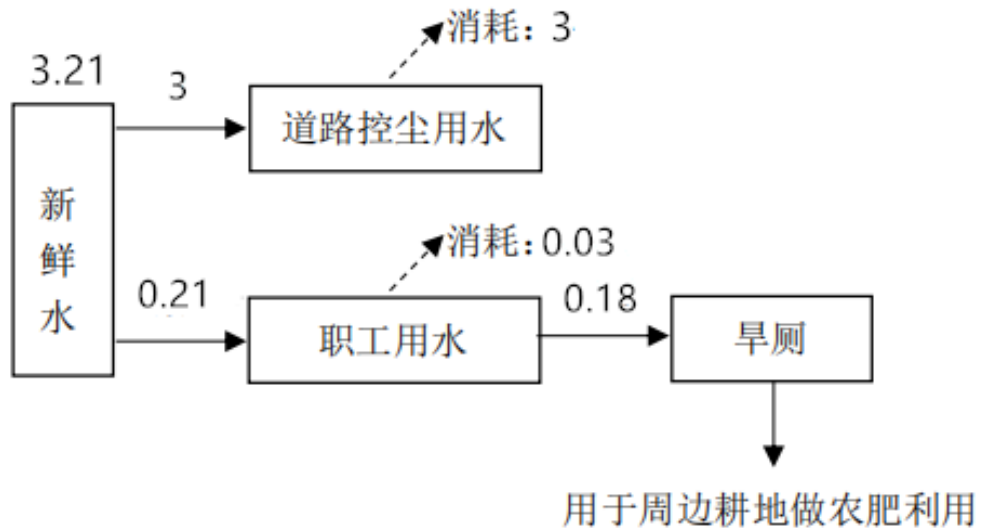 消耗：3
3.21
3
道路控尘用水
新鲜水
消耗：0.03
0.21
0.18
职工用水
旱厕
用于周边耕地做农肥利用